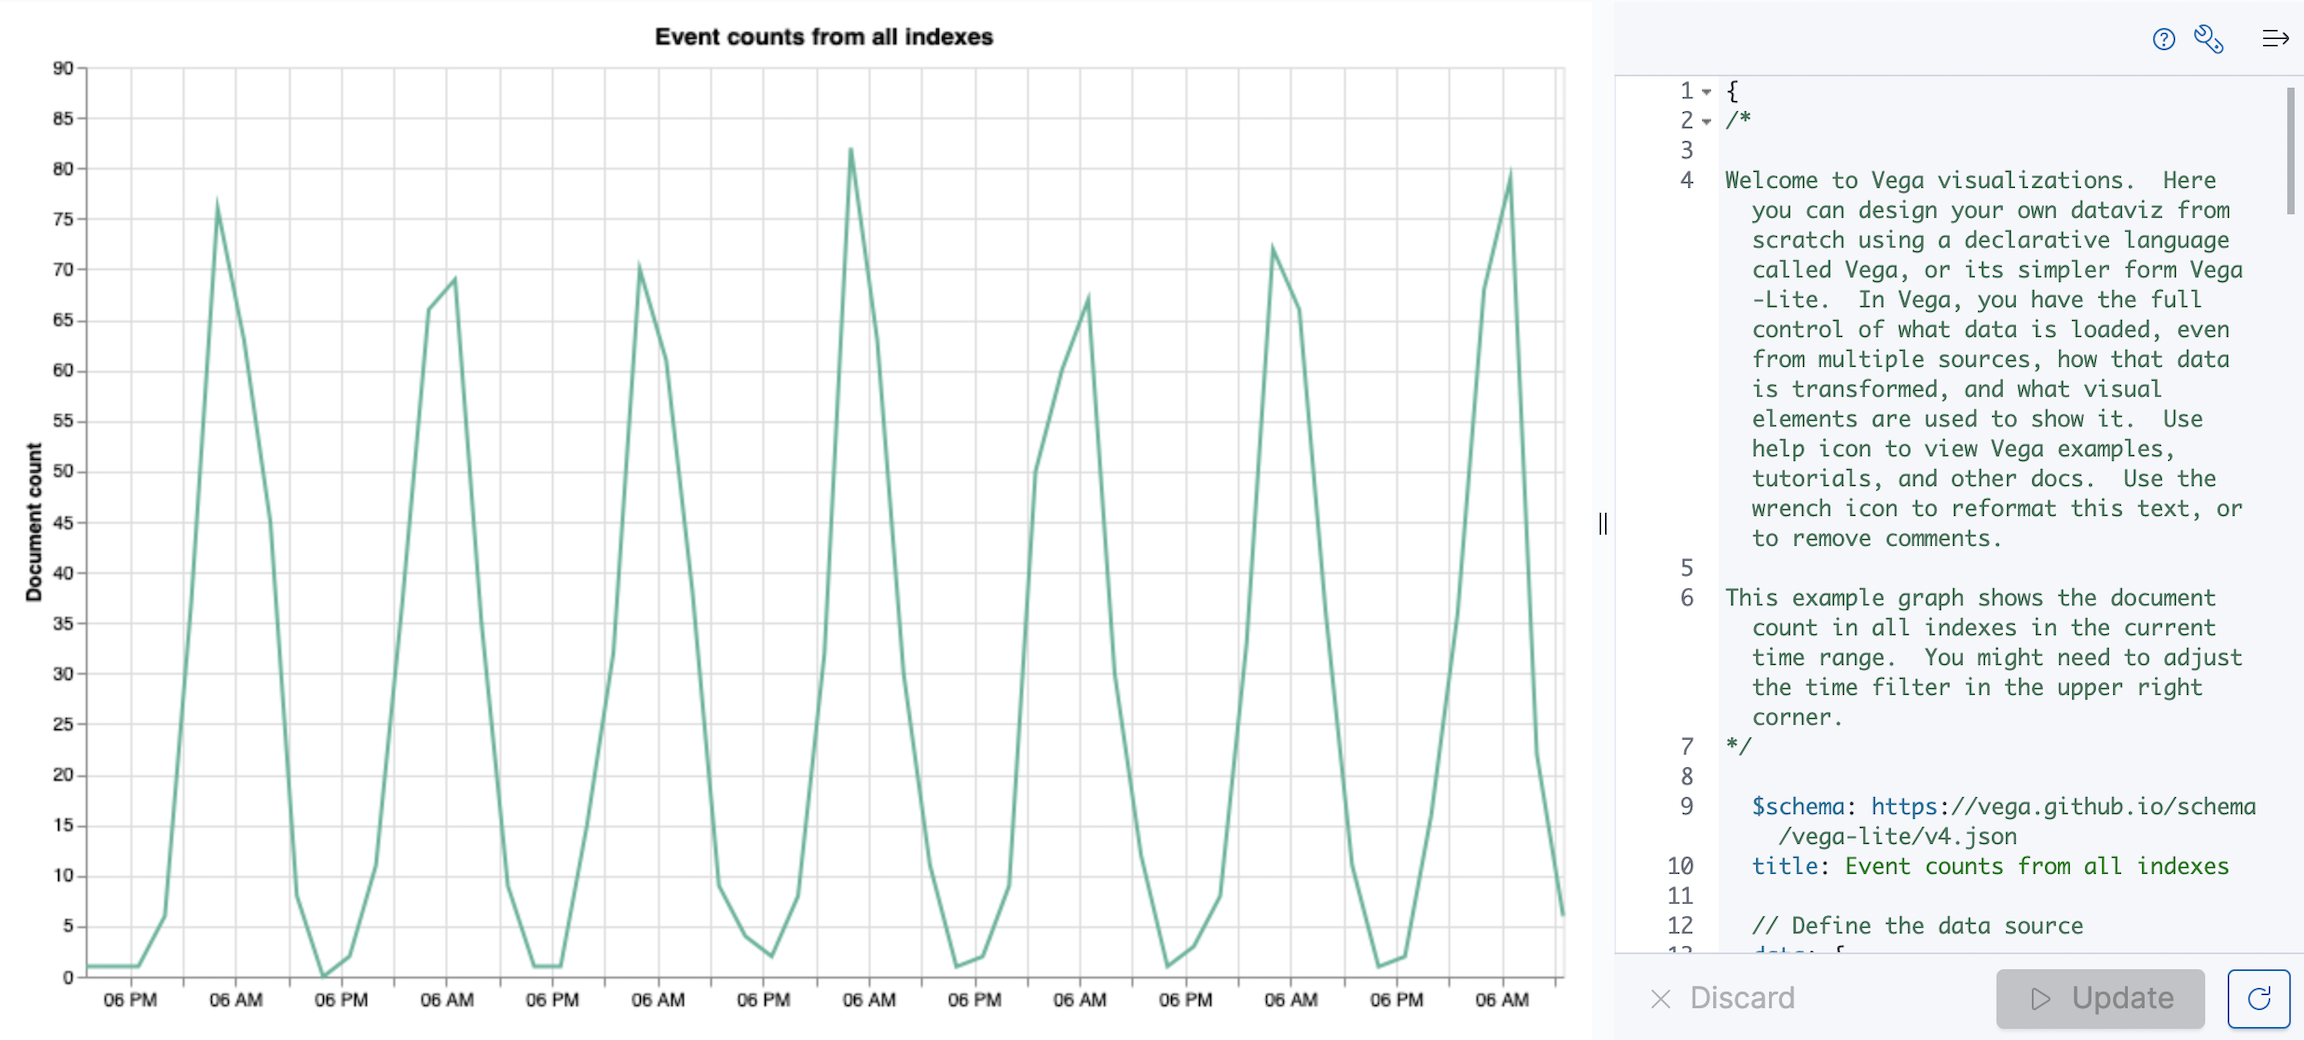 Event counts from all indexes
90
85
80
75
70
65
60
55
50
45
40
35
30
25
20
15
10
5
0
Document count
06 PM 06 AM 06 PM 06 AM 06 PM 06 AM 06 PM 06 AM 06 PM 06 AM 06 PM 06 AM 06 PM 06 AM
1 {
2 /*
3
4 Welcome to Vega visualizations.  Here
you can design your own dataviz from
scratch using a declarative language
called Vega, or its simpler form Vega
-Lite.  In Vega, you have the full
control of what data is loaded, even
from multiple sources, how that data
is transformed, and what visual
elements are used to show it.  Use
help icon to view Vega examples,
tutorials, and other docs.  Use the
wrench icon to reformat this text, or
to remove comments.
5
6 This example graph shows the document
count in all indexes in the current
time range.  You might need to adjust
the time filter in the upper right
corner.
7 */
8
9 $schema: https://vega.github.io/schema
/vega-lite/v4.json
10 title: Event counts from all indexes
11
12 // Define the data source
13 data: {
Discard
Update